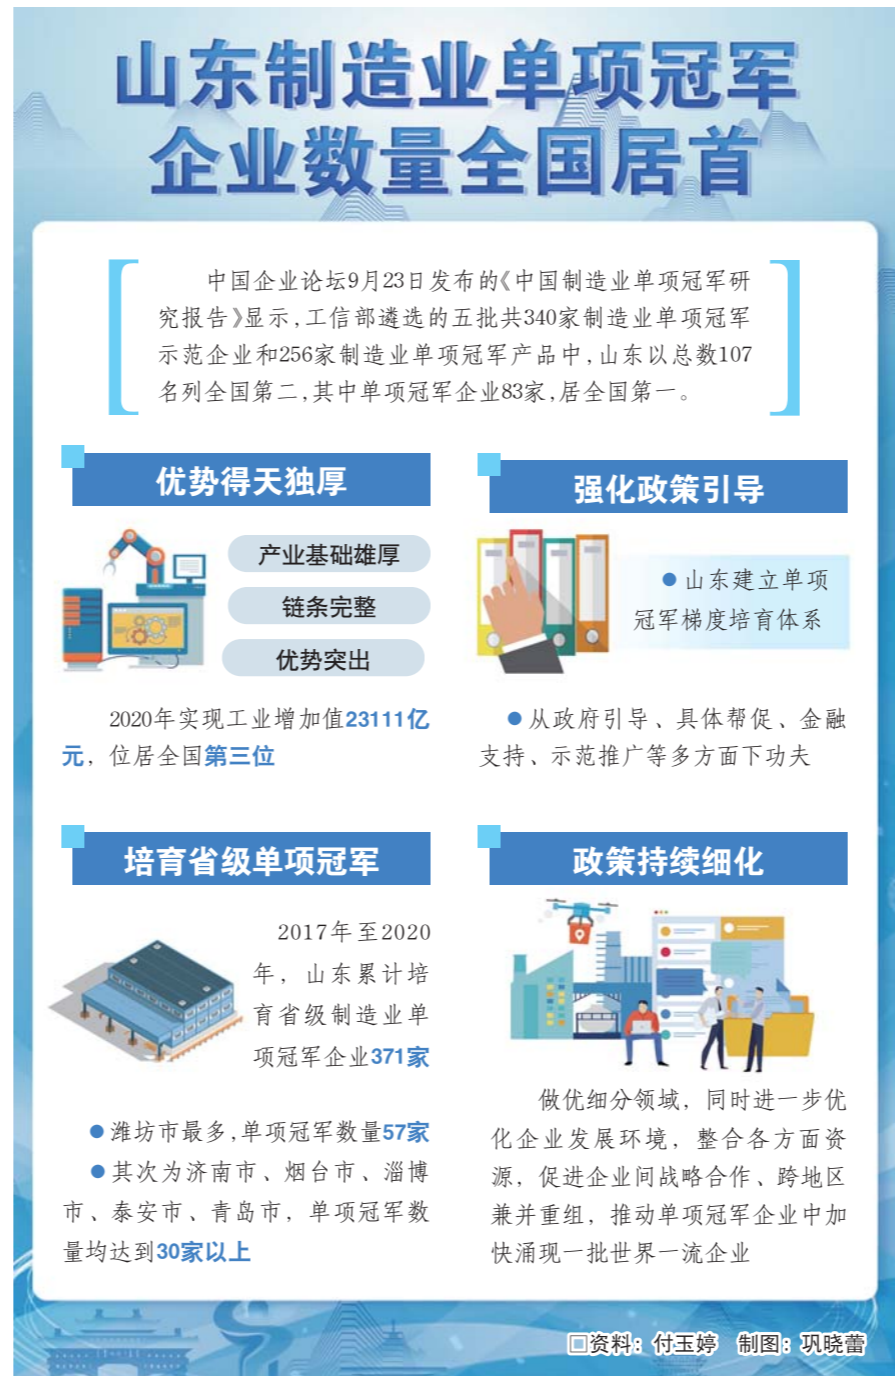 山东制造业单项冠军
企业数量全国居首
中国企业论坛9月23日发布的《中国制造业单项冠军研
究报告》显示,工信部遴选的五批共340家制造业单项冠军
示范企业和256家制造业单项冠军产品中,山东以总数107
名列全国第二,其中单项冠军企业83家,居全国第一。
优势得天独厚
产业基础雄厚
链条完整
优势突出
2020年实现工业增加值23111亿
元，位居全国第三位
强化政策引导
●山东建立单项
冠军梯度培育体系
●从政府引导、具体帮促、金融
支持、示范推广等多方面下功夫
培育省级单项冠军
2017年至2020
年，山东累计培
育省级制造业单
项冠军企业371家
●潍坊市最多,单项冠军数量57家
●其次为济南市、烟台市、淄博
市、泰安市、青岛市，单项冠军数
量均达到30家以上
政策持续细化
做优细分领域，同时进一步优
化企业发展环境，整合各方面资
源，促进企业间战略合作、跨地区
兼并重组，推动单项冠军企业中加
快涌现一批世界一流企业
□资料：付玉婷　制图：巩晓蕾